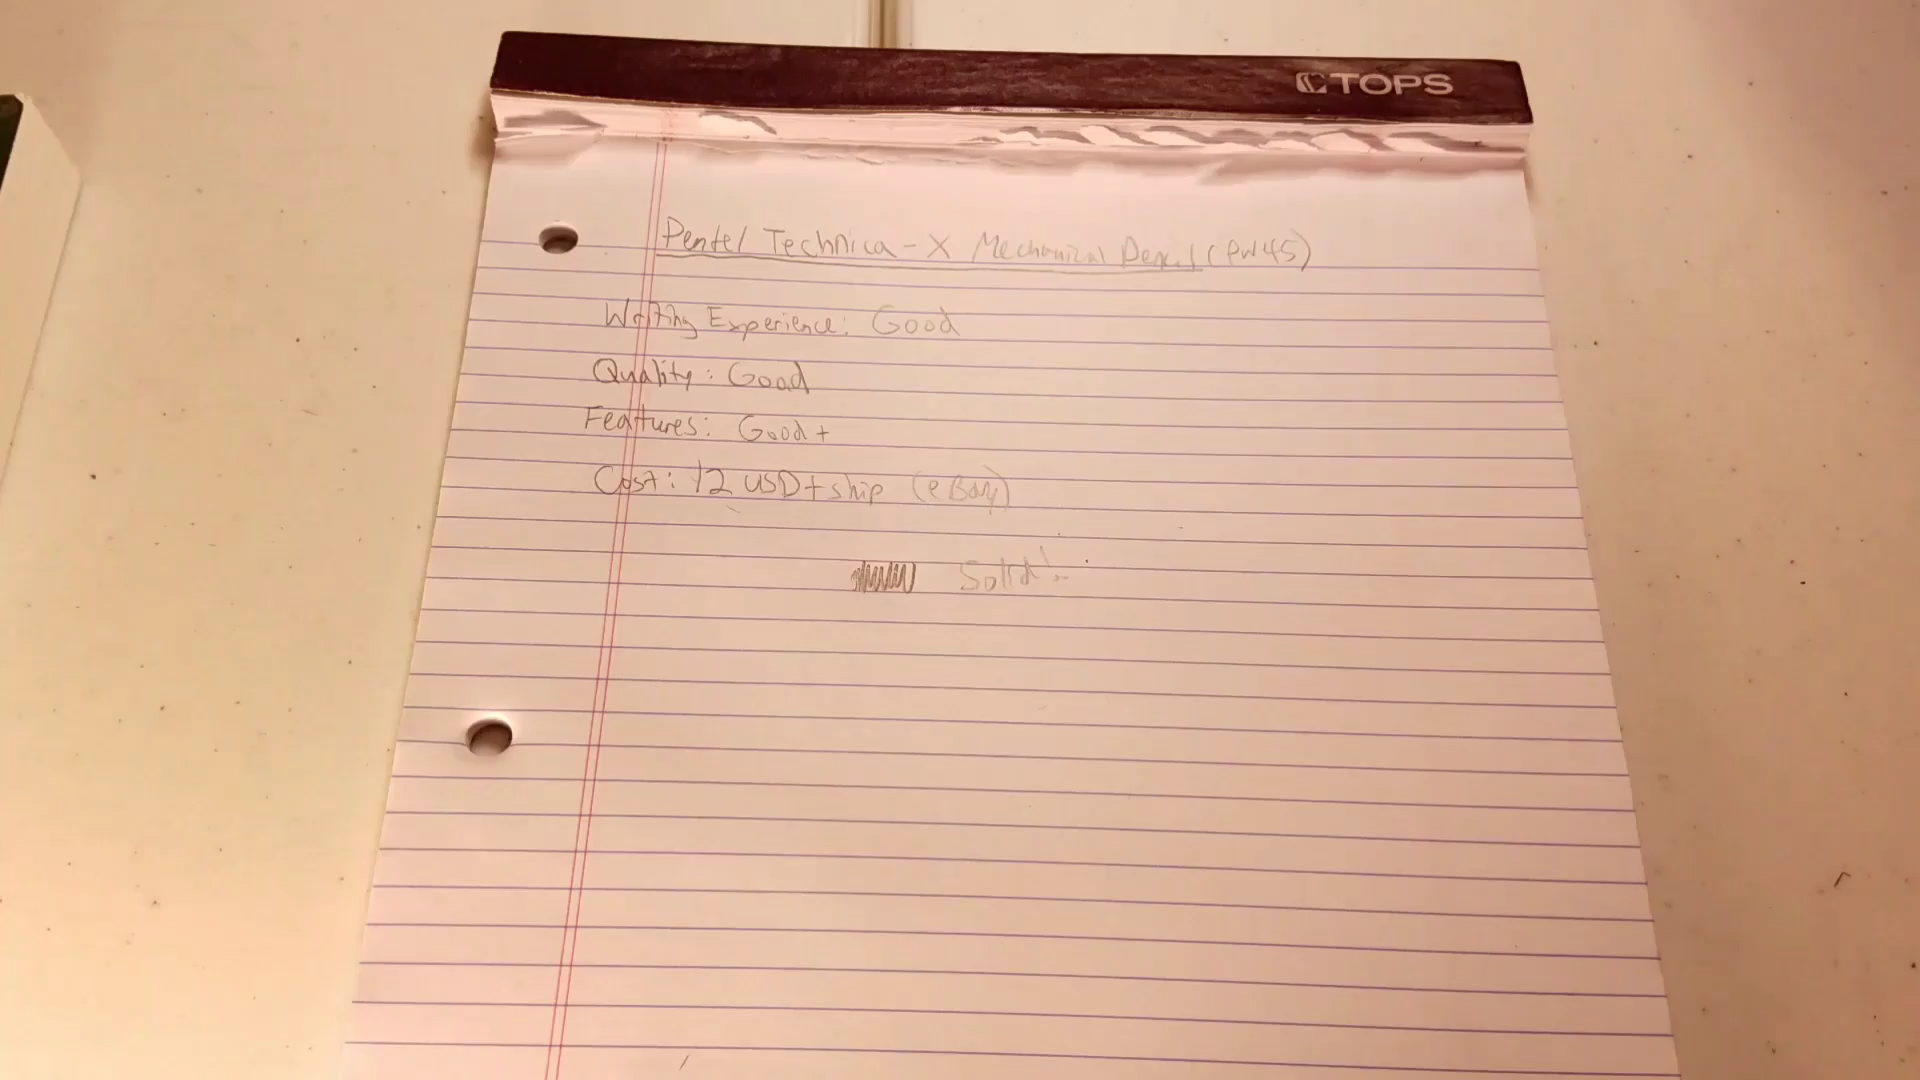 TOPS
Pentel Technica-X Mechanical Pencil (PW45)
Writing Experience: Good
Quality: Good
Features: Good+
Cost: 12 USD + ship (eBay)
Solid!